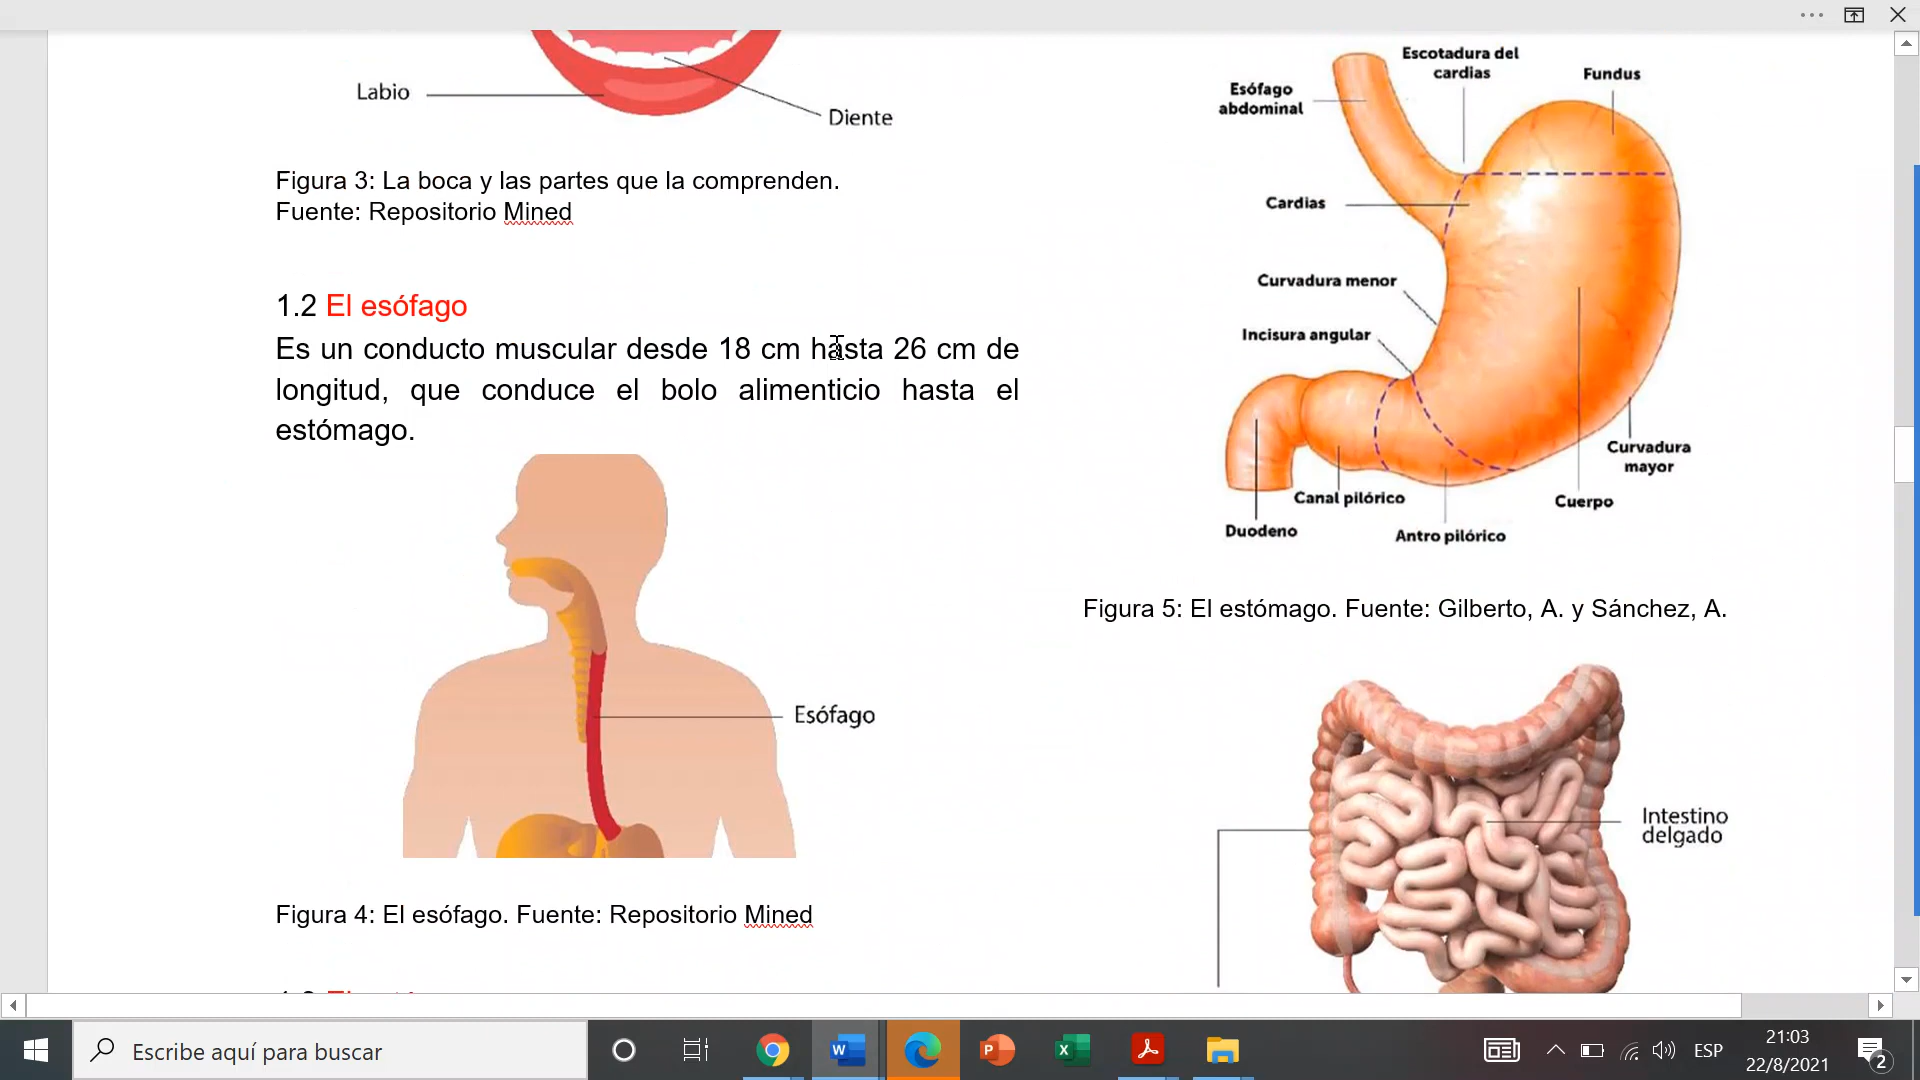 Labio
Diente
Figura 3: La boca y las partes que la comprenden.
Fuente: Repositorio Mined
1.2 El esófago
Es un conducto muscular desde 18 cm hasta 26 cm de
longitud, que conduce el bolo alimenticio hasta el
estómago.
Esófago
Figura 4: El esófago. Fuente: Repositorio Mined
Escotadura del
cardias
Fundus
Esófago
abdominal
Cardias
Curvadura menor
Incisura angular
Curvadura
mayor
Canal pilórico
Cuerpo
Duodeno
Antro pilórico
Figura 5: El estómago. Fuente: Gilberto, A. y Sánchez, A.
Intestino
delgado
Escribe aquí para buscar
ESP
21:03
22/8/2021
2